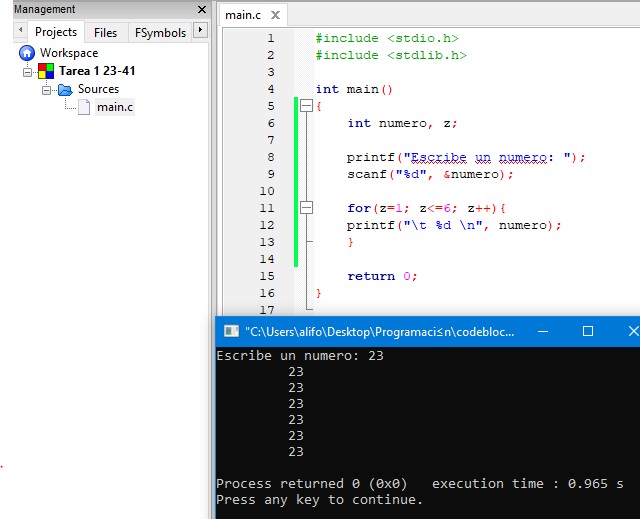 Management
Projects Files FSymbols
Workspace
Tarea 1 23-41
Sources
main.c
main.c
1 #include <stdio.h>
2 #include <stdlib.h>
3
4 int main()
5 {
6 int numero, z;
7
8 printf("Escribe un numero: ");
9 scanf("%d", &numero);
10
11 for(z=1; z<=6; z++){
12 printf("\t %d \n", numero);
13 }
14
15 return 0;
16 }
17
"C:\Users\alifo\Desktop\Programaci≤n\codebloc...
Escribe un numero: 23
23
23
23
23
23
23
Process returned 0 (0x0) execution time : 0.965 s
Press any key to continue.